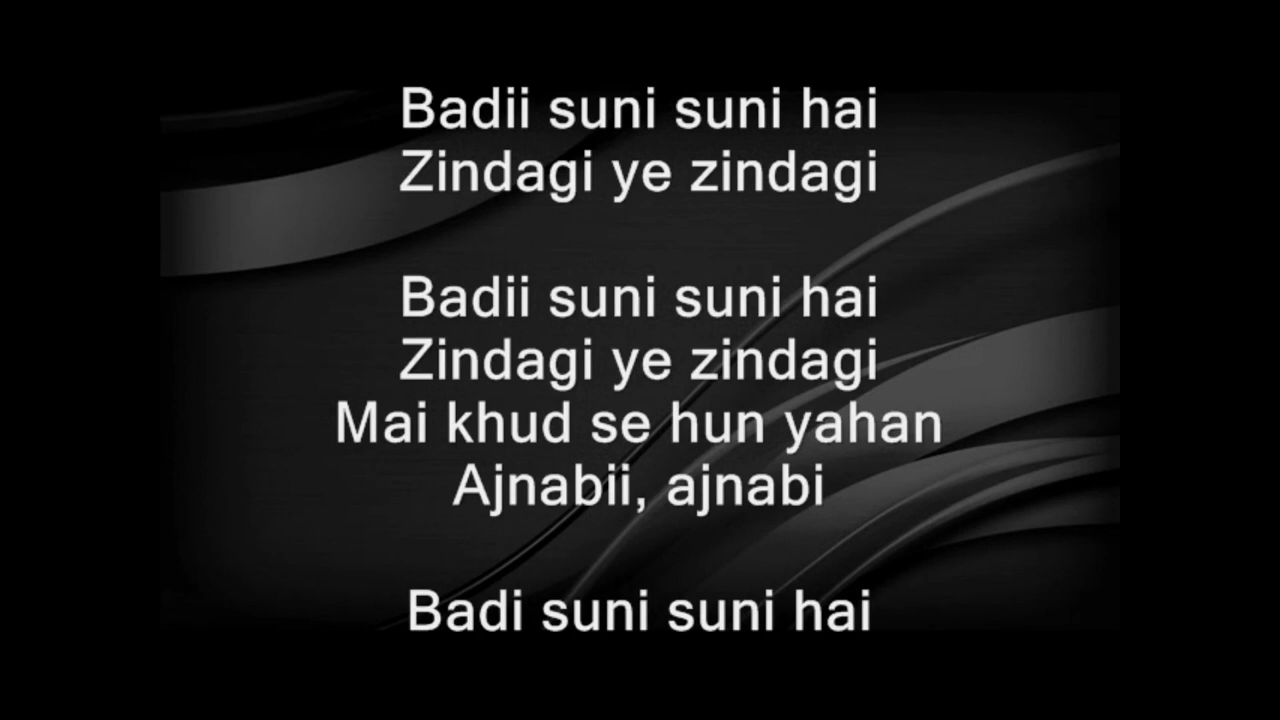 Badii suni suni hai
Zindagi ye zindagi
Badii suni suni hai
Zindagi ye zindagi
Mai khud se hun yahan
Ajnabii, ajnabi
Badi suni suni hai